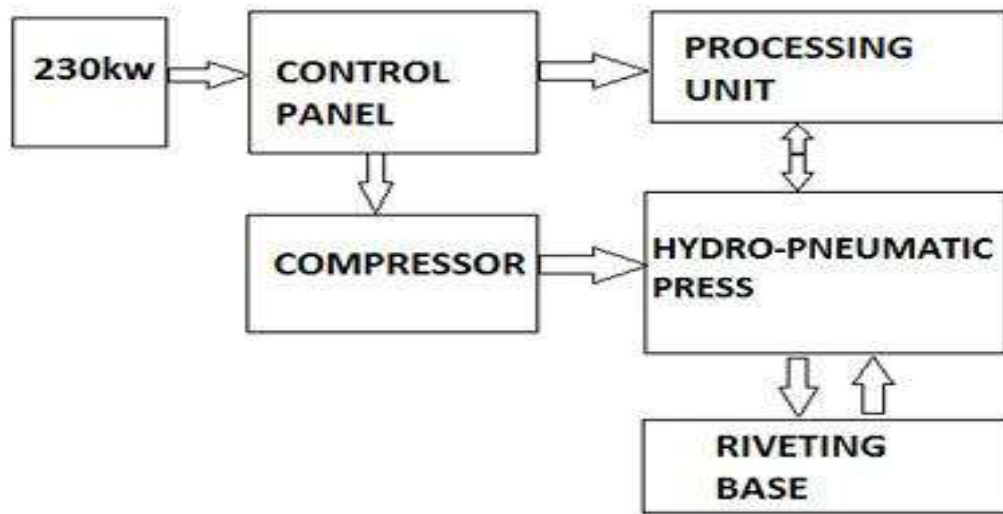 230kw
CONTROL
PANEL
PROCESSING
UNIT
COMPRESSOR
HYDRO-PNEUMATIC
PRESS
RIVETING
BASE